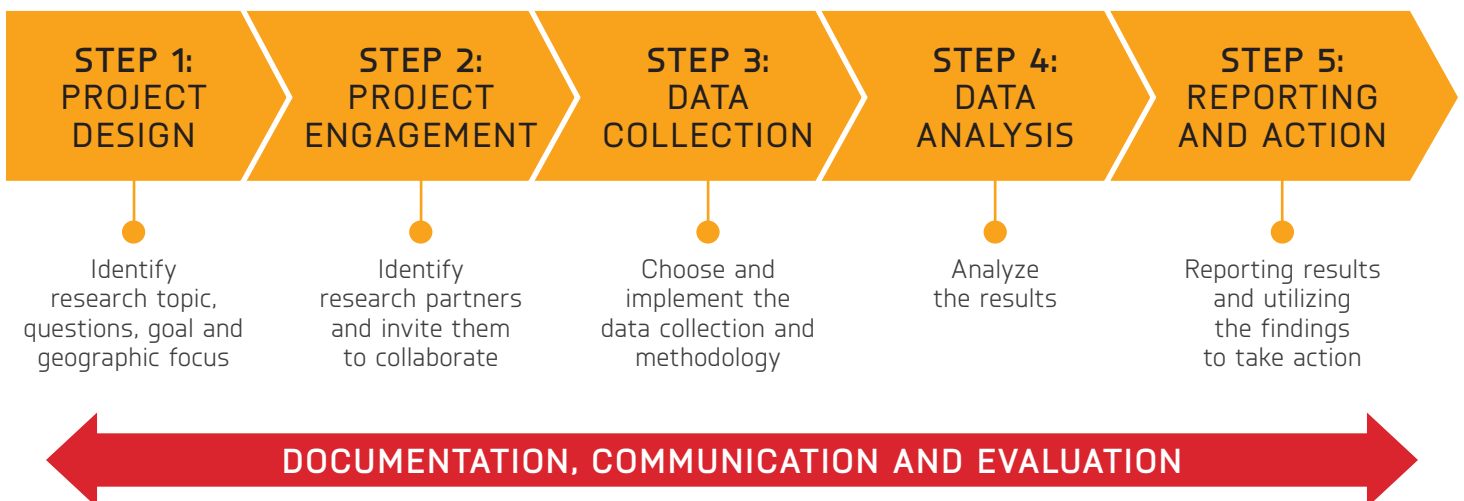 STEP 1:
PROJECT
DESIGN
STEP 2:
PROJECT
ENGAGEMENT
STEP 3:
DATA
COLLECTION
STEP 4:
DATA
ANALYSIS
STEP 5:
REPORTING
AND ACTION
Identify
research topic,
questions, goal and
geographic focus
Identify
research partners
and invite them
to collaborate
Choose and
implement the
data collection and
methodology
Analyze
the results
Reporting results
and utilizing
the findings
to take action
DOCUMENTATION, COMMUNICATION AND EVALUATION